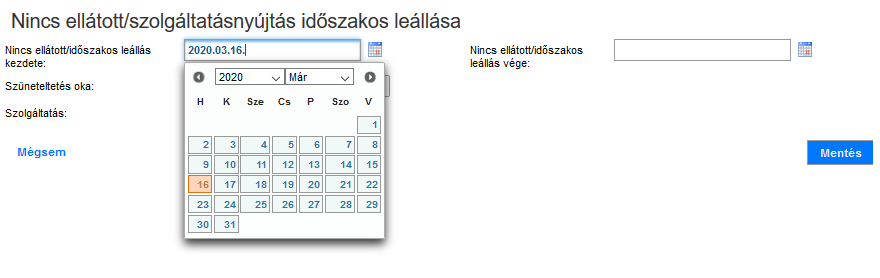 Nincs ellátott/szolgáltatásnyújtás időszakos leállása
Nincs ellátott/időszakos leállás kezdete:
2020.03.16.
Nincs ellátott/időszakos leállás vége:
Szüneteltetés oka:
Szolgáltatás:
2020 Már
H K Sze Cs P Szo V
1
2 3 4 5 6 7 8
9 10 11 12 13 14 15
16 17 18 19 20 21 22
23 24 25 26 27 28 29
30 31
Mégsem
Mentés